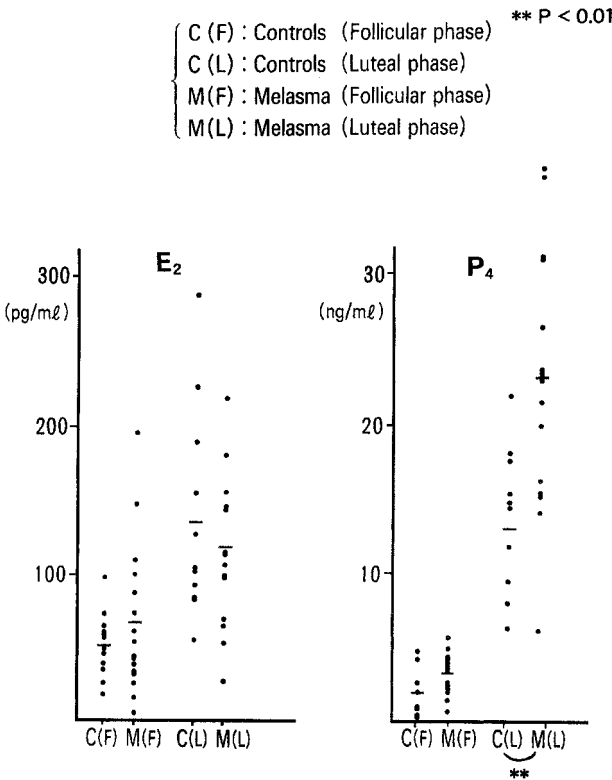 ** P < 0.01
C (F) : Controls (Follicular phase)
C (L) : Controls (Luteal phase)
M (F) : Melasma (Follicular phase)
M (L) : Melasma (Luteal phase)
E₂
300
(pg/mℓ)
200
100
C(F) M(F) C(L) M(L)
P₄
30
(ng/mℓ)
20
10
C(F) M(F) C(L) M(L)
**